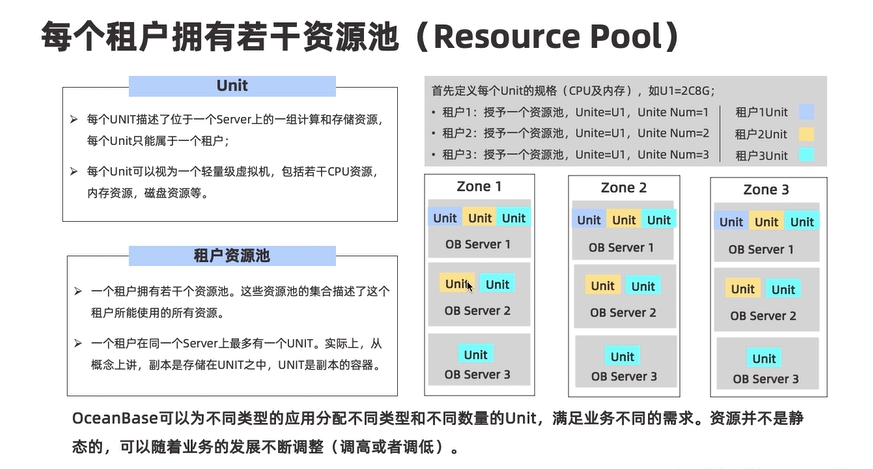 每个租户拥有若干资源池（Resource Pool）
Unit
每个UNIT描述了位于一个Server上的一组计算和存储资源，
每个Unit只能属于一个租户；
每个Unit可以视为一个轻量级虚拟机，包括若干CPU资源，
内存资源，磁盘资源等。
租户资源池
一个租户拥有若干个资源池。这些资源池的集合描述了这个
租户所能使用的所有资源。
一个租户在同一个Server上最多有一个UNIT。实际上，从
概念上讲，副本是存储在UNIT之中，UNIT是副本的容器。
首先定义每个Unit的规格（CPU及内存），如U1=2C8G；
• 租户1：授予一个资源池，Unite=U1，Unite Num=1
• 租户2：授予一个资源池，Unite=U1，Unite Num=2
• 租户3：授予一个资源池，Unite=U1，Unite Num=3
租户1Unit
租户2Unit
租户3Unit
Zone 1
Unit Unit Unit
OB Server 1
Unit Unit
OB Server 2
Unit
OB Server 3
Zone 2
Unit Unit Unit
OB Server 1
Unit Unit
OB Server 2
Unit
OB Server 3
Zone 3
Unit Unit Unit
OB Server 1
Unit Unit
OB Server 2
Unit
OB Server 3
OceanBase可以为不同类型的应用分配不同类型和不同数量的Unit，满足业务不同的需求。资源并不是静
态的，可以随着业务的发展不断调整（调高或者调低）。